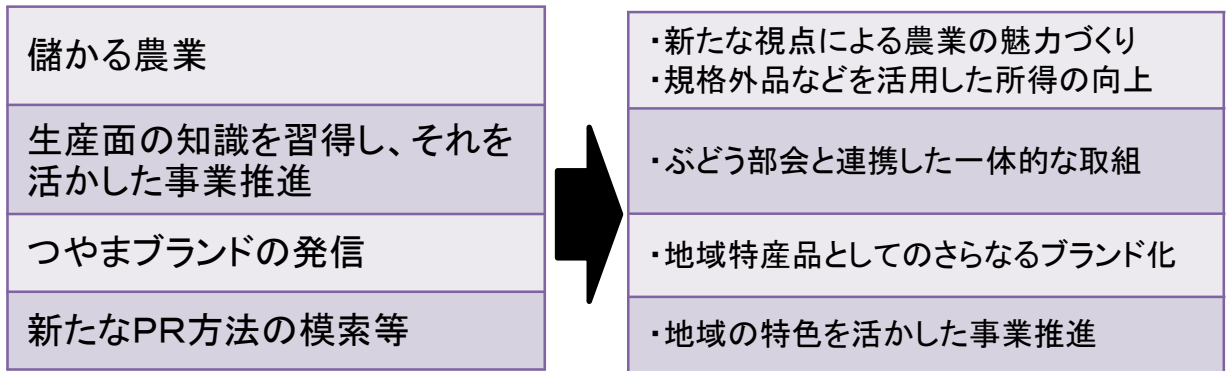 儲かる農業
生産面の知識を習得し、それを
活かした事業推進
つやまブランドの発信
新たなPR方法の模索等
・新たな視点による農業の魅力づくり
・規格外品などを活用した所得の向上
・ぶどう部会と連携した一体的な取組
・地域特産品としてのさらなるブランド化
・地域の特色を活かした事業推進